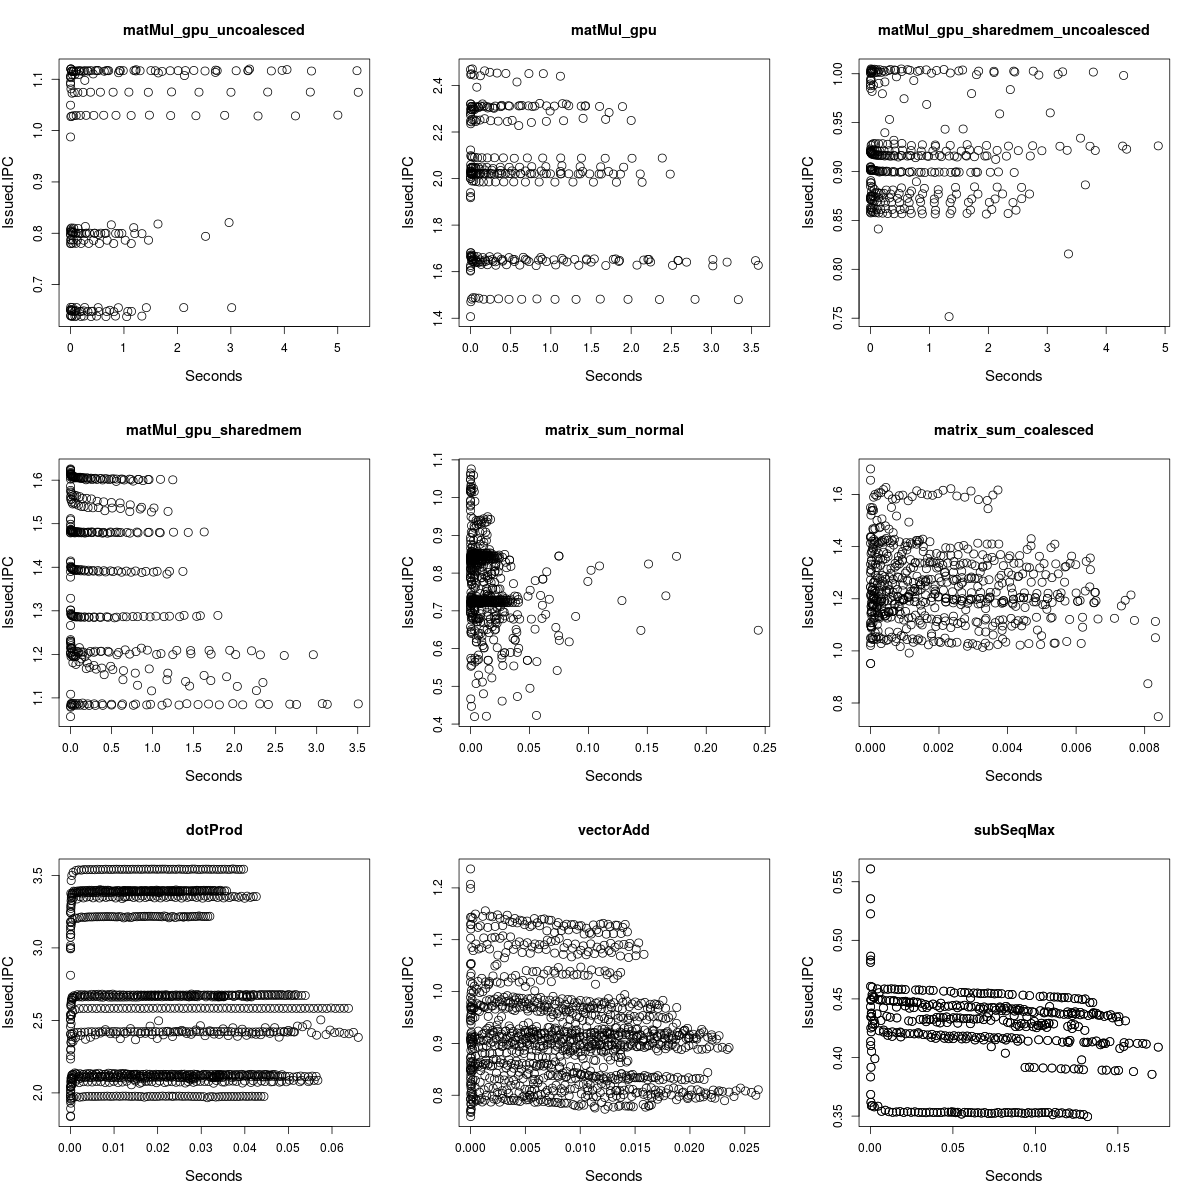 matMul_gpu_uncoalesced
Issued.IPC
0.7 0.8 0.9 1.0 1.1
0 1 2 3 4 5
Seconds
matMul_gpu
Issued.IPC
1.4 1.6 1.8 2.0 2.2 2.4
0.0 0.5 1.0 1.5 2.0 2.5 3.0 3.5
Seconds
matMul_gpu_sharedmem_uncoalesced
Issued.IPC
0.75 0.80 0.85 0.90 0.95 1.00
0 1 2 3 4 5
Seconds
matMul_gpu_sharedmem
Issued.IPC
1.1 1.2 1.3 1.4 1.5 1.6
0.0 0.5 1.0 1.5 2.0 2.5 3.0 3.5
Seconds
matrix_sum_normal
Issued.IPC
0.4 0.5 0.6 0.7 0.8 0.9 1.0 1.1
0.00 0.05 0.10 0.15 0.20 0.25
Seconds
matrix_sum_coalesced
Issued.IPC
0.8 1.0 1.2 1.4 1.6
0.000 0.002 0.004 0.006 0.008
Seconds
dotProd
Issued.IPC
2.0 2.5 3.0 3.5
0.00 0.01 0.02 0.03 0.04 0.05 0.06
Seconds
vectorAdd
Issued.IPC
0.8 0.9 1.0 1.1 1.2
0.000 0.005 0.010 0.015 0.020 0.025
Seconds
subSeqMax
Issued.IPC
0.35 0.40 0.45 0.50 0.55
0.00 0.05 0.10 0.15
Seconds